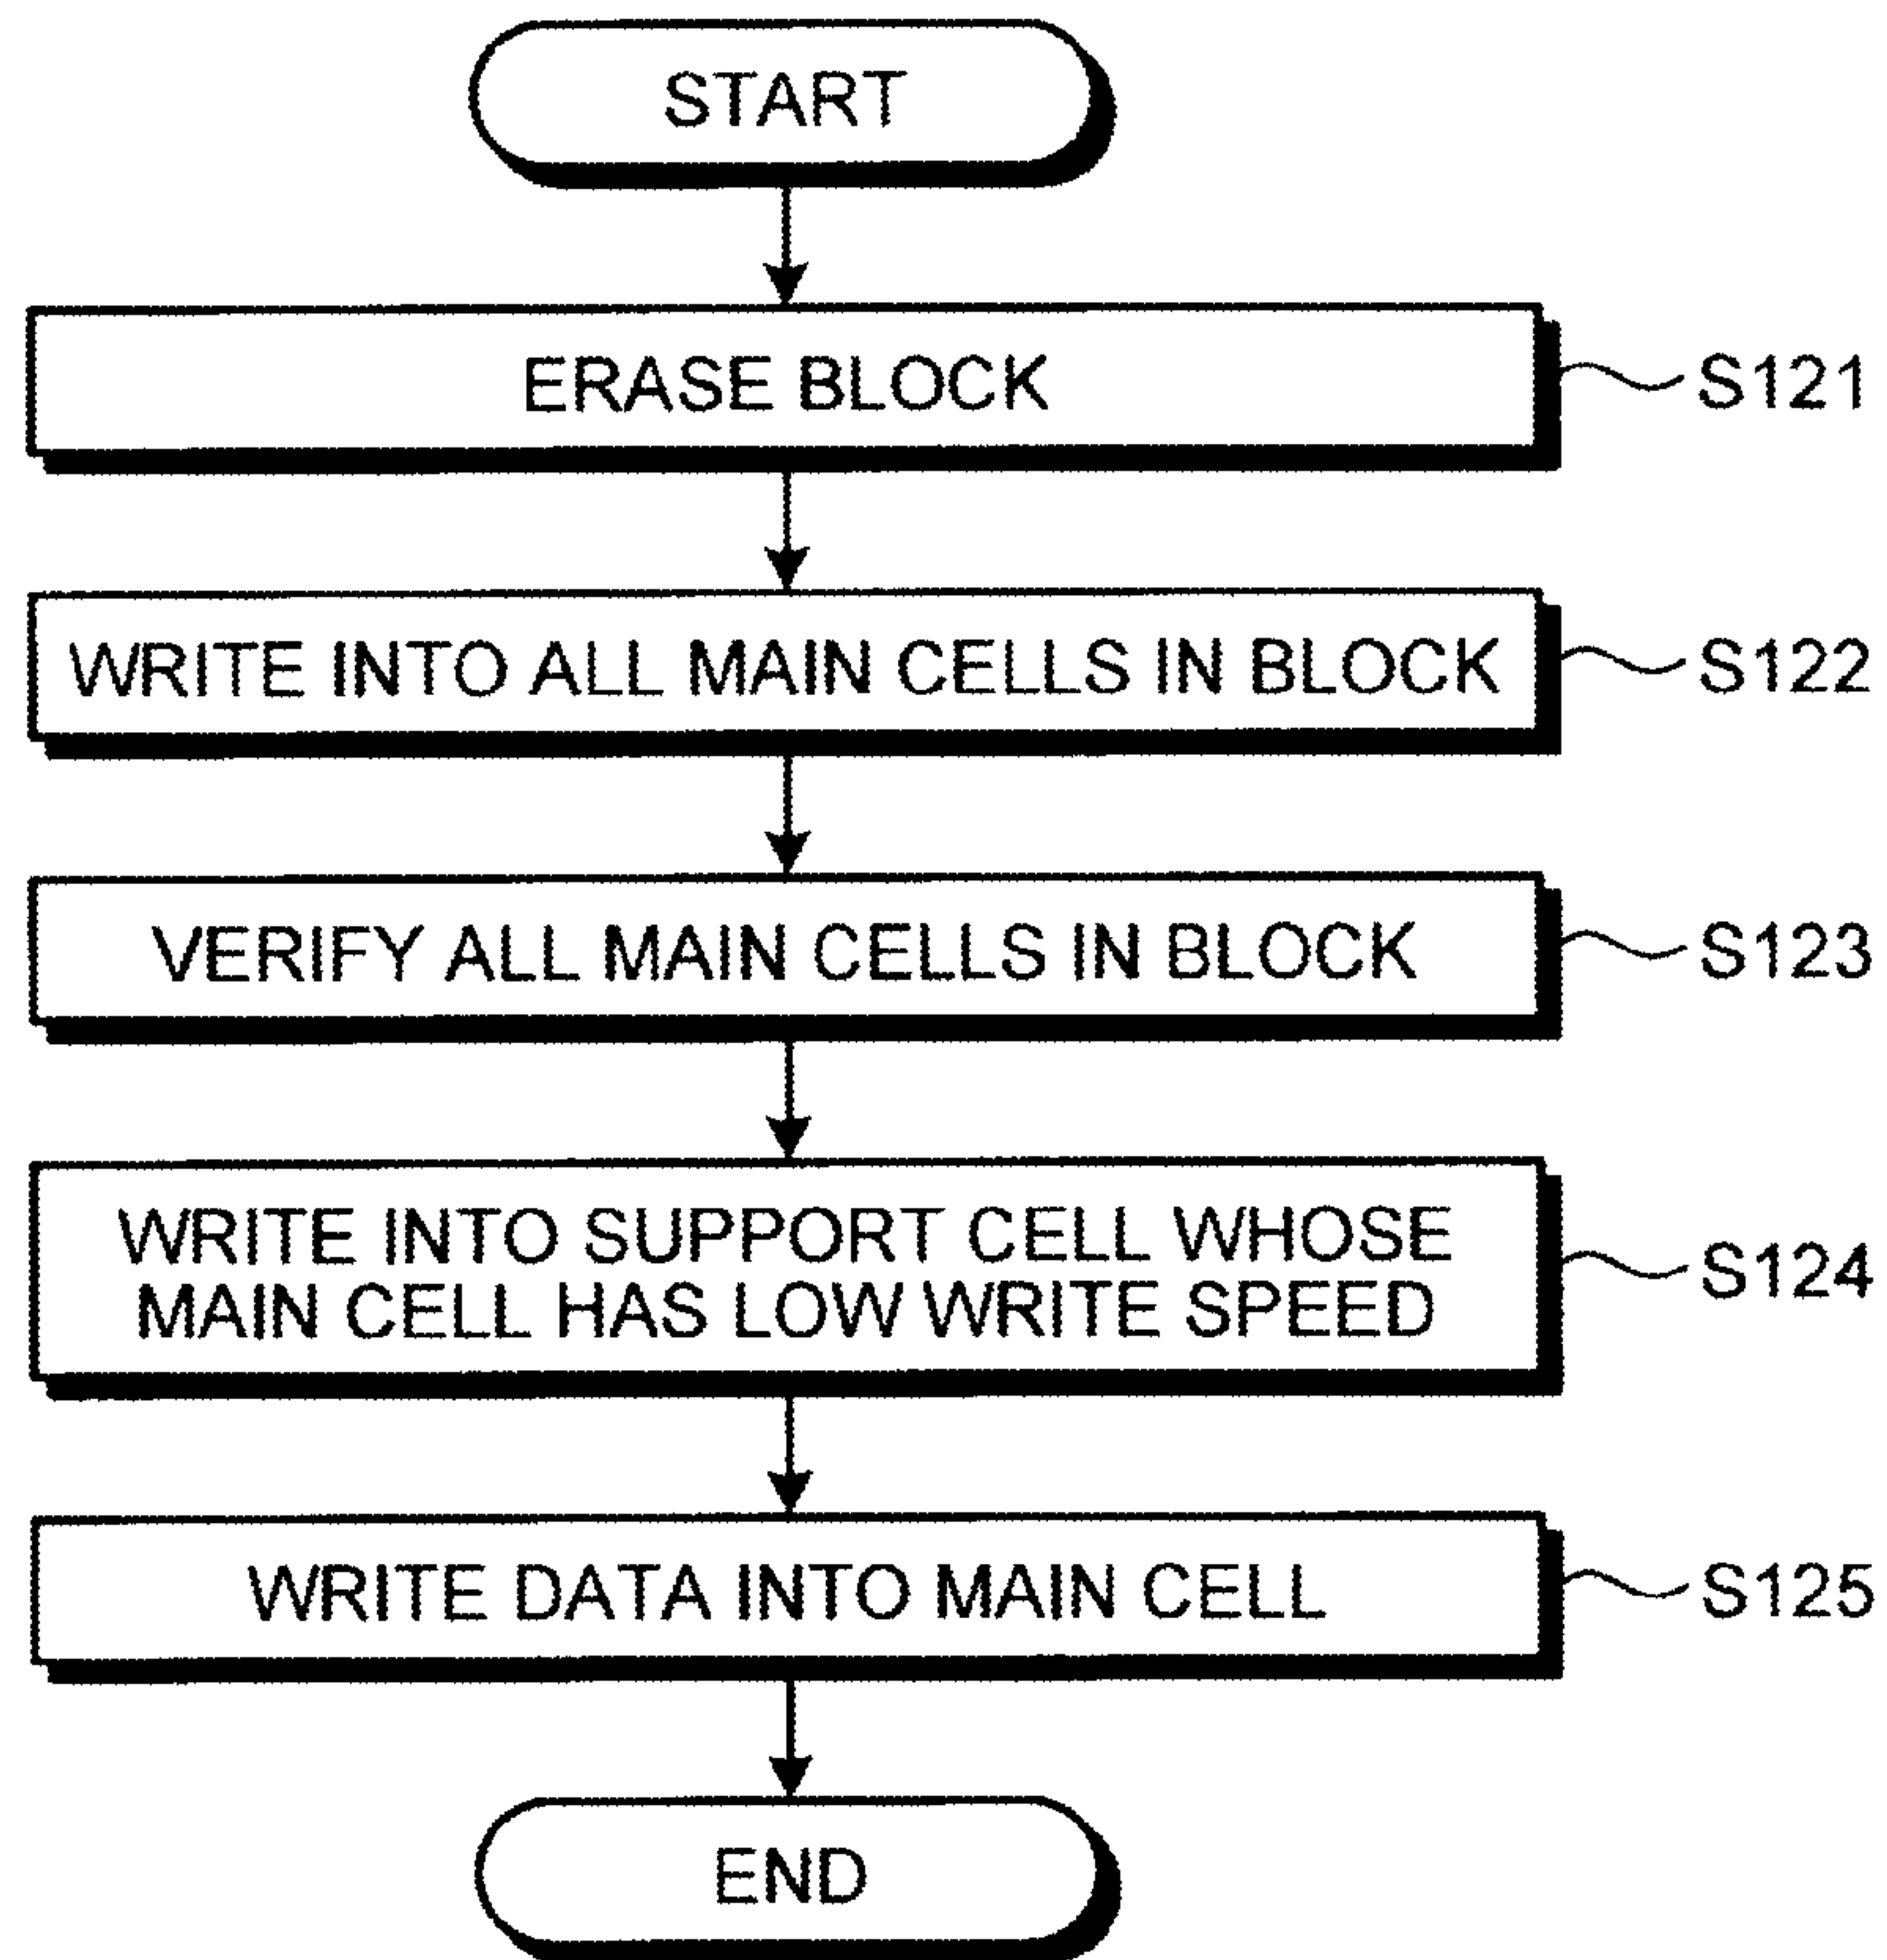 START
ERASE BLOCK
S121
WRITE INTO ALL MAIN CELLS IN BLOCK
S122
VERIFY ALL MAIN CELLS IN BLOCK
S123
WRITE INTO SUPPORT CELL WHOSE
MAIN CELL HAS LOW WRITE SPEED
S124
WRITE DATA INTO MAIN CELL
S125
END